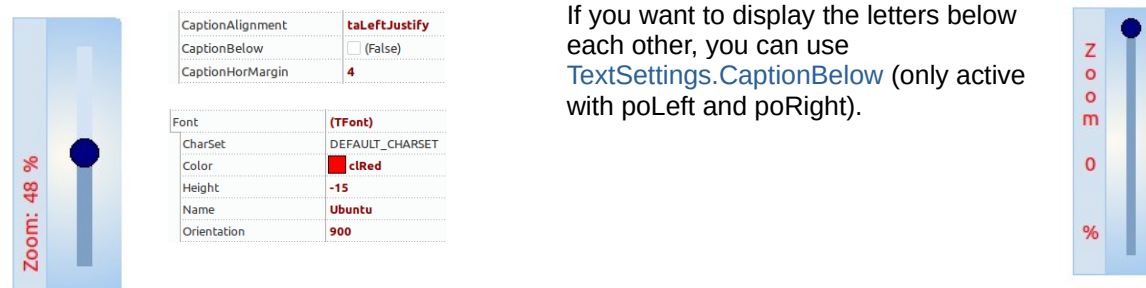 Zoom: 48 %
CaptionAlignment taLeftJustify
CaptionBelow (False)
CaptionHorMargin 4
Font (TFont)
CharSet DEFAULT_CHARSET
Color clRed
Height -15
Name Ubuntu
Orientation 900
If you want to display the letters below
each other, you can use
TextSettings.CaptionBelow (only active
with poLeft and poRight).
Z
o
o
m
0
%